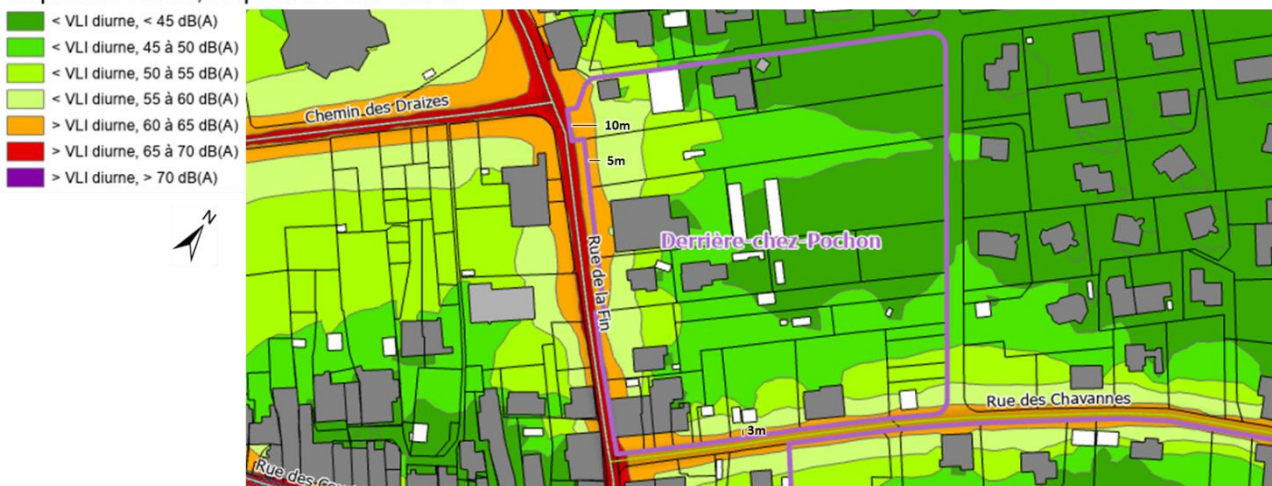 < VLI diurne, < 45 dB(A)
< VLI diurne, 45 à 50 dB(A)
< VLI diurne, 50 à 55 dB(A)
< VLI diurne, 55 à 60 dB(A)
> VLI diurne, 60 à 65 dB(A)
> VLI diurne, 65 à 70 dB(A)
> VLI diurne, > 70 dB(A)
N
Chemin des Draizes
10m
5m
Derrière-chez-Pochon
Rue de la Fin
Rue des Chavannes
3m
Rue des